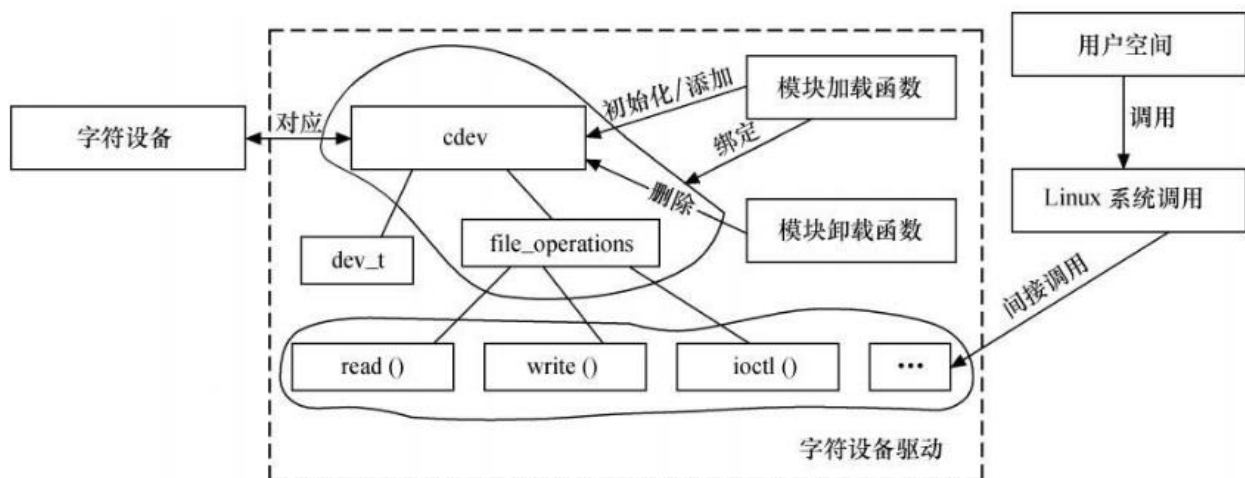 用户空间
模块加载函数
初始化/添加
调用
字符设备
对应
cdev
绑定
删除
Linux 系统调用
模块卸载函数
file_operations
dev_t
间接调用
read ()
write ()
ioctl ()
...
字符设备驱动